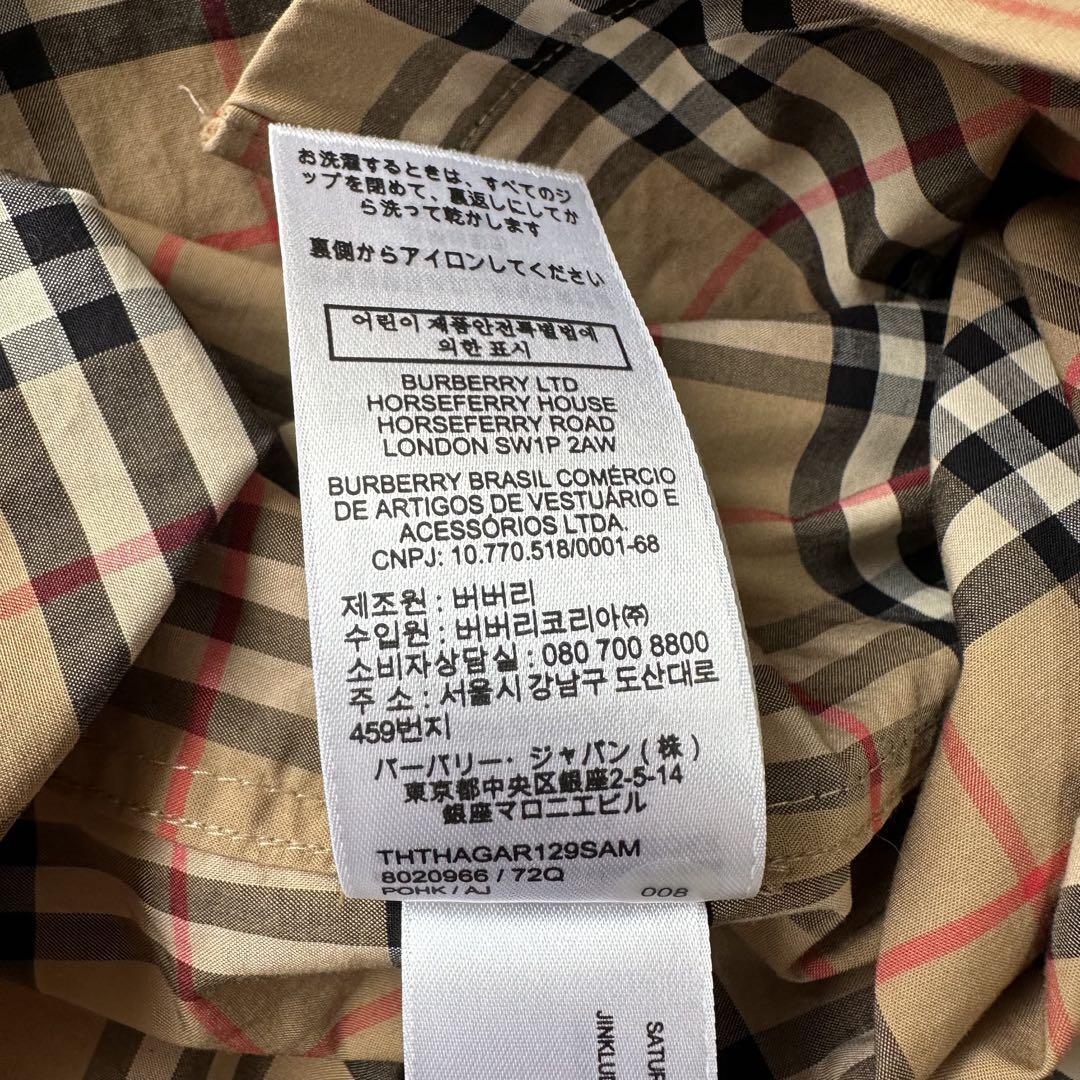 お洗濯するときは、すべてのジ
ップを閉めて、裏返しにしてか
ら洗って乾かします
裏側からアイロンしてください
어린이 제품안전특별법에
의한 표시
BURBERRY LTD
HORSEFERRY HOUSE
HORSEFERRY ROAD
LONDON SW1P 2AW
BURBERRY BRASIL COMÉRCIO
DE ARTIGOS DE VESTUÁRIO E
ACESSÓRIOS LTDA.
CNPJ: 10.770.518/0001-68
제조원 : 버버리
수입원 : 버버리코리아㈜
소비자상담실 : 080 700 8800
주 소 : 서울시 강남구 도산대로
459번지
バーバリー・ジャパン(株)
東京都中央区銀座2-5-14
銀座マロニエビル
THTHAGAR129SAM
8020966 / 72Q
POHK / AJ 008
SATUR
JINKLU